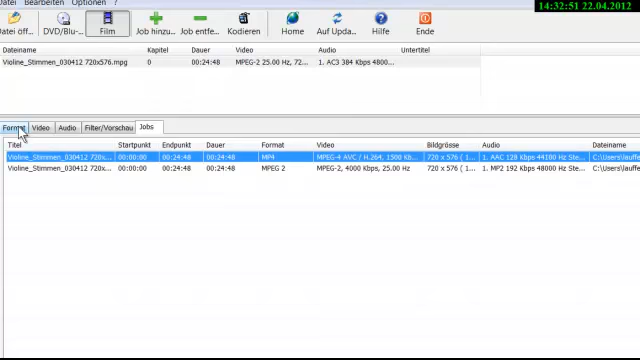 14:32:51 22.04.2012
Datei Bearbeiten Optionen ?
Datei öff... DVD/Blu-... Film Job hinzu... Job entfe... Kodieren Home Auf Upda... Hilfe Ende
Dateiname Kapitel Dauer Video Audio Untertitel
Violine_Stimmen_030412 720x576.mpg 0 00:24:48 MPEG-2 25.00 Hz, 72... 1. AC3 384 Kbps 4800...
Format Video Audio Filter/Vorschau Jobs
Titel Startpunkt Endpunkt Dauer Format Video Bildgrösse Audio Dateiname
Violine_Stimmen_030412 720x... 00:00:00 00:24:48 00:24:48 MP4 MPEG-4 AVC / H.264, 1500 Kb... 720 x 576 ( 1... 1. AAC 128 Kbps 44100 Hz Ste... C:\Users\lauffe
Violine_Stimmen_030412 720x... 00:00:00 00:24:48 00:24:48 MPEG 2 MPEG-2, 4000 Kbps, 25.00 Hz 720 x 576 ( 1... 1. MP2 192 Kbps 48000 Hz Ste... C:\Users\lauffe